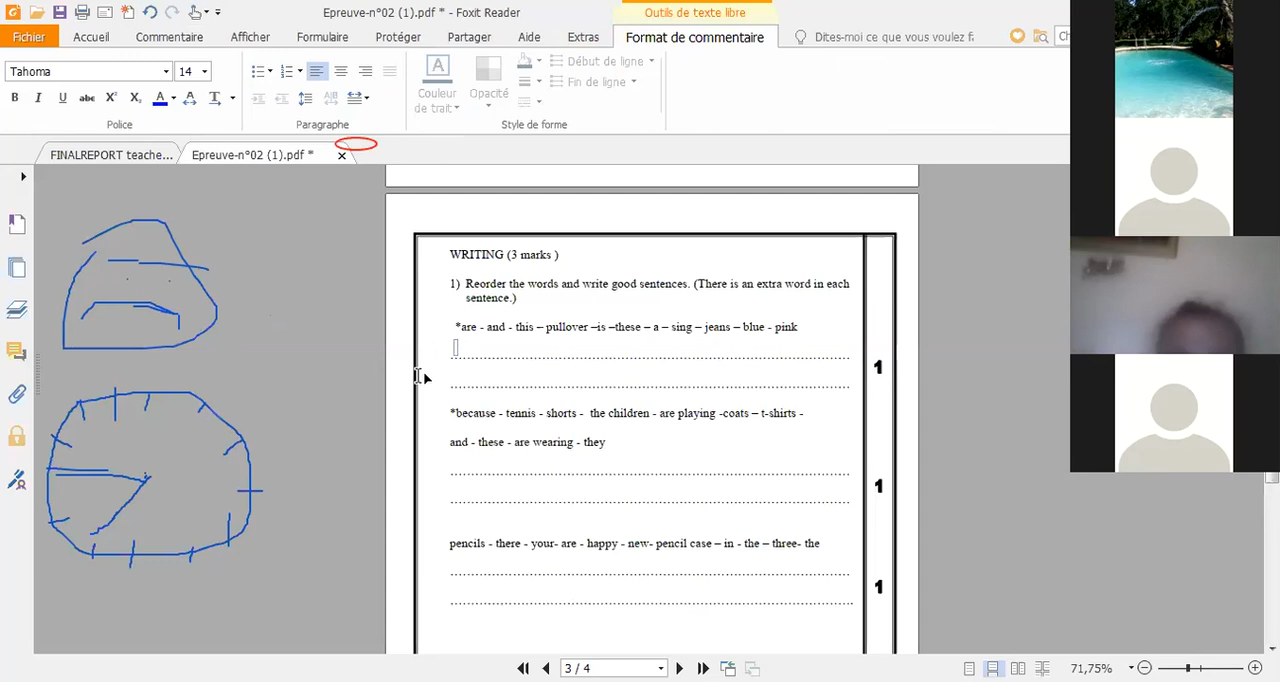 Epreuve-n°02 (1).pdf * - Foxit Reader
Outils de texte libre
Fichier Accueil Commentaire Afficher Formulaire Protéger Partager Aide Extras Format de commentaire Dites-moi ce que vous voulez f Ch
Tahoma 14
Couleur de trait
Opacité
Début de ligne
Fin de ligne
Police Paragraphe Style de forme
FINALREPORT teache... Epreuve-n°02 (1).pdf *
WRITING (3 marks )
1) Reorder the words and write good sentences. (There is an extra word in each
sentence.)
*are - and - this – pullover –is –these – a – sing – jeans – blue - pink
1
*because - tennis - shorts - the children - are playing -coats – t-shirts -
and - these - are wearing - they
1
pencils - there - your- are - happy - new- pencil case – in - the – three- the
1
3 / 4
71,75%